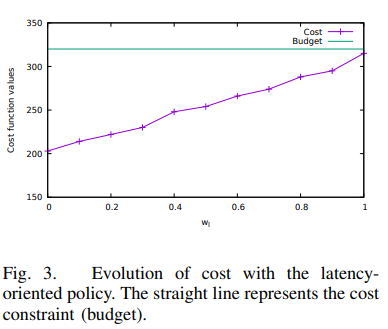 350
300
250
200
150
Cost function values
Cost
Budget
0 0.2 0.4 0.6 0.8 1
wl
Fig. 3. Evolution of cost with the latency-
oriented policy. The straight line represents the cost
constraint (budget).